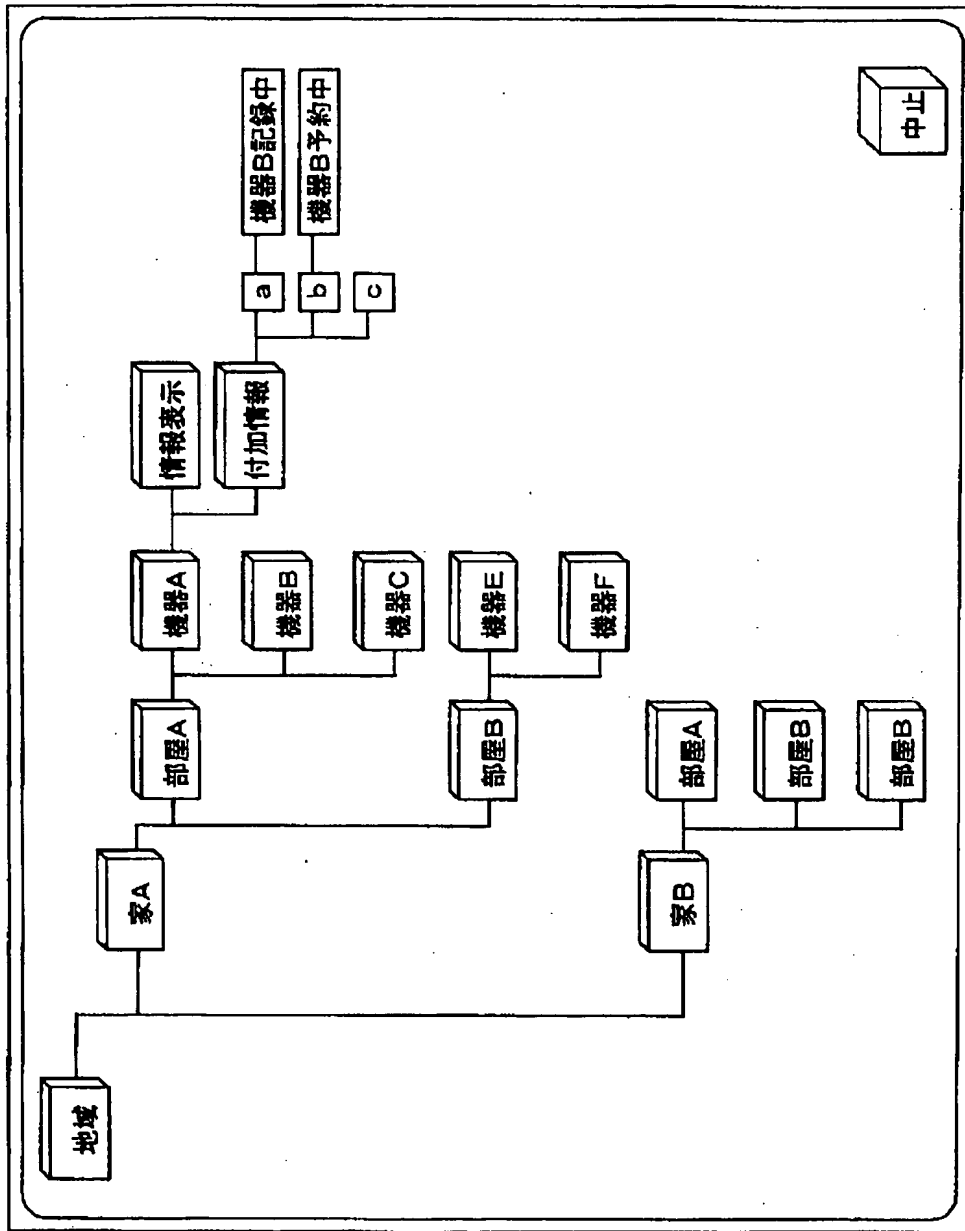 地域
家A
部屋A
機器A
情報表示
付加情報
a
機器B記録中
b
機器B予約中
c
機器B
機器C
部屋B
機器E
機器F
家B
部屋A
部屋B
部屋B
中止